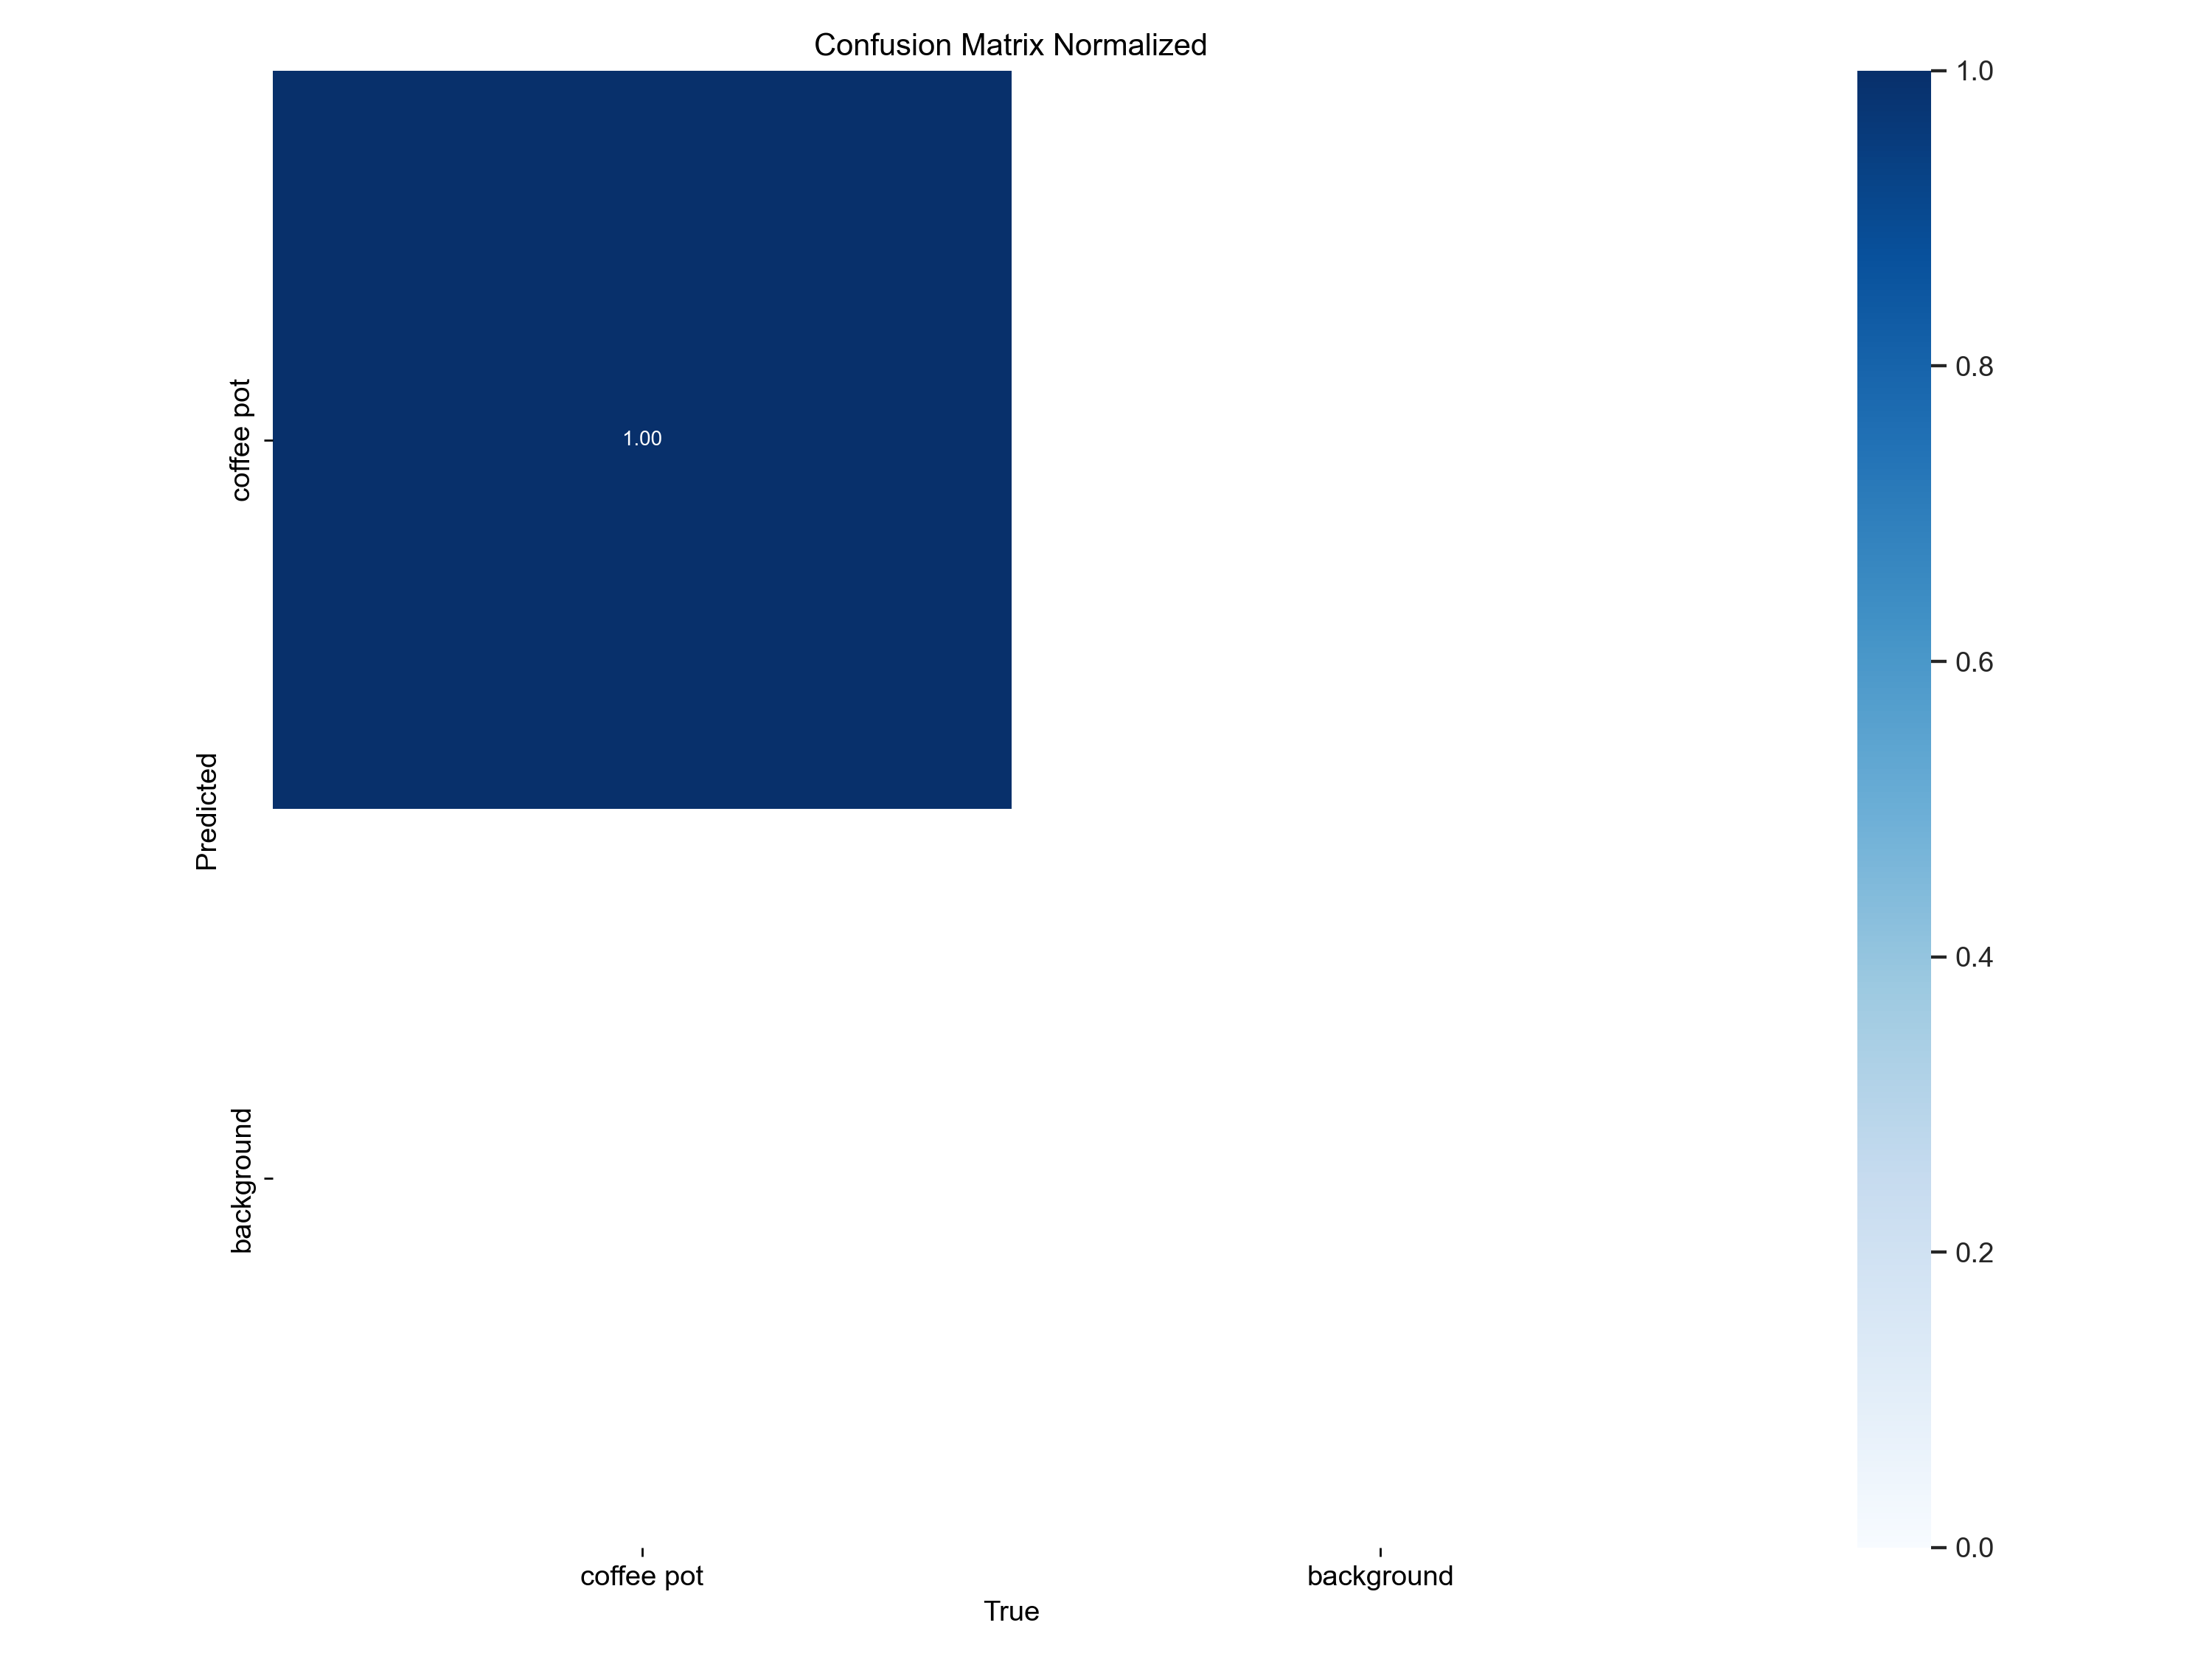 Confusion Matrix Normalized
coffee pot
1.00
Predicted
background
coffee pot
background
True
1.0
0.8
0.6
0.4
0.2
0.0